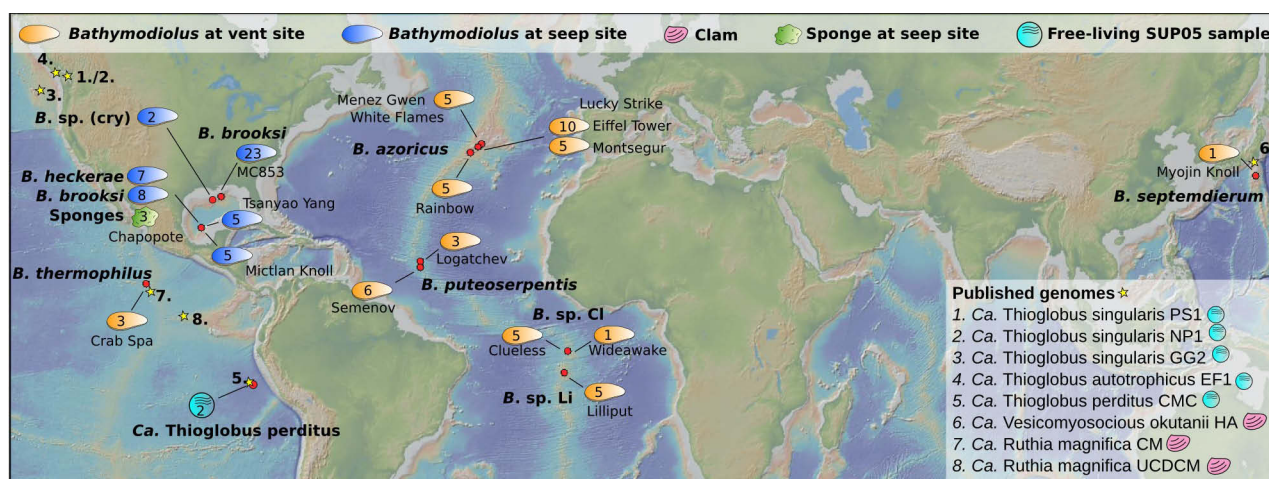 Bathymodiolus at vent site
Bathymodiolus at seep site
Clam
Sponge at seep site
Free-living SUP05 sample
4.
1./2.
3.
B. sp. (cry)
2
B. brooksi
23
MC853
B. heckerae
7
B. brooksi
8
Sponges
3
Chapopote
Tsanyao Yang
5
5
Mictlan Knoll
B. thermophilus
7.
3
Crab Spa
8.
5.
2
Ca. Thioglobus perditus
Menez Gwen
White Flames
5
Lucky Strike
10
Eiffel Tower
5
Montsegur
B. azoricus
5
Rainbow
3
Logatchev
B. puteoserpentis
6
Semenov
B. sp. Cl
5
Clueless
1
Wideawake
B. sp. Li
5
Lilliput
6
1
Myojin Knoll
B. septemdierum
Published genomes
1. Ca. Thioglobus singularis PS1
2. Ca. Thioglobus singularis NP1
3. Ca. Thioglobus singularis GG2
4. Ca. Thioglobus autotrophicus EF1
5. Ca. Thioglobus perditus CMC
6. Ca. Vesicomyosocious okutanii HA
7. Ca. Ruthia magnifica CM
8. Ca. Ruthia magnifica UCDCM